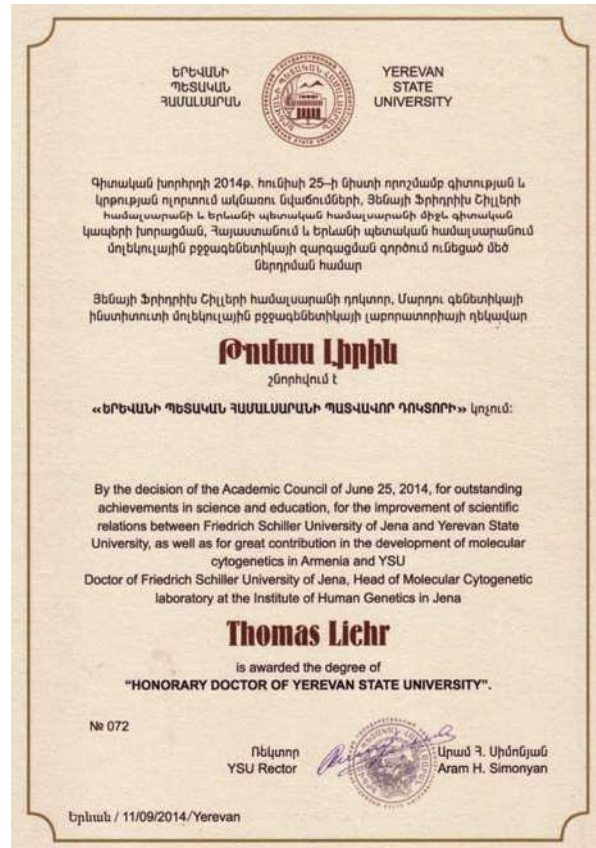 ԵՐԵՎԱՆԻ
ՊԵՏԱԿԱՆ
ՀԱՄԱԼՍԱՐԱՆ
YEREVAN
STATE
UNIVERSITY
Գիտական խորհրդի 2014թ. հունիսի 25–ի նիստի որոշմամբ գիտության և
կրթության ոլորտում ակնառու նվաճումների, Յենայի Ֆրիդրիխ Շիլլերի
համալսարանի և Երևանի պետական համալսարանի միջև գիտական
կապերի խորացման, Հայաստանում և Երևանի պետական համալսարանում
մոլեկուլային բջջագենետիկայի զարգացման գործում ունեցած մեծ
ներդրման համար
Յենայի Ֆրիդրիխ Շիլլերի համալսարանի դոկտոր, Մարդու գենետիկայի
ինստիտուտի մոլեկուլային բջջագենետիկայի լաբորատորիայի ղեկավար
Թոմաս Լիրին
շնորհվում է
«ԵՐԵՎԱՆԻ ՊԵՏԱԿԱՆ ՀԱՄԱԼՍԱՐԱՆԻ ՊԱՏՎԱՎՈՐ ԴՈԿՏՈՐԻ» կոչում:
By the decision of the Academic Council of June 25, 2014, for outstanding
achievements in science and education, for the improvement of scientific
relations between Friedrich Schiller University of Jena and Yerevan State
University, as well as for great contribution in the development of molecular
cytogenetics in Armenia and YSU
Doctor of Friedrich Schiller University of Jena, Head of Molecular Cytogenetic
laboratory at the Institute of Human Genetics in Jena
Thomas Liehr
is awarded the degree of
“HONORARY DOCTOR OF YEREVAN STATE UNIVERSITY”.
№ 072
Ռեկտոր
YSU Rector
Արամ Հ. Սիմոնյան
Aram H. Simonyan
Երևան / 11/09/2014/Yerevan